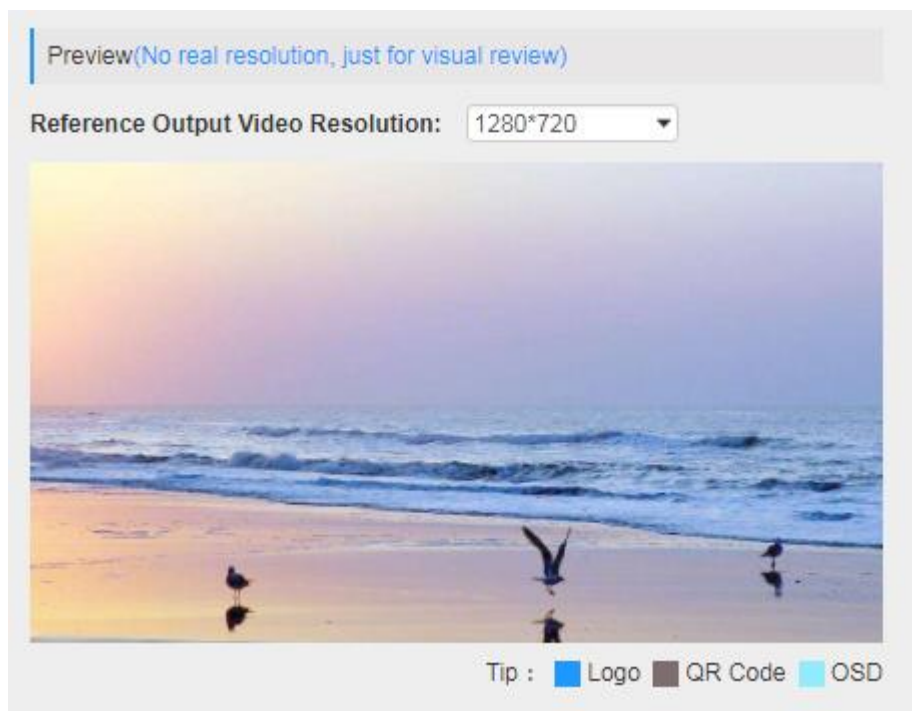 Preview(No real resolution, just for visual review)
Reference Output Video Resolution: 1280*720
Tip : Logo QR Code OSD